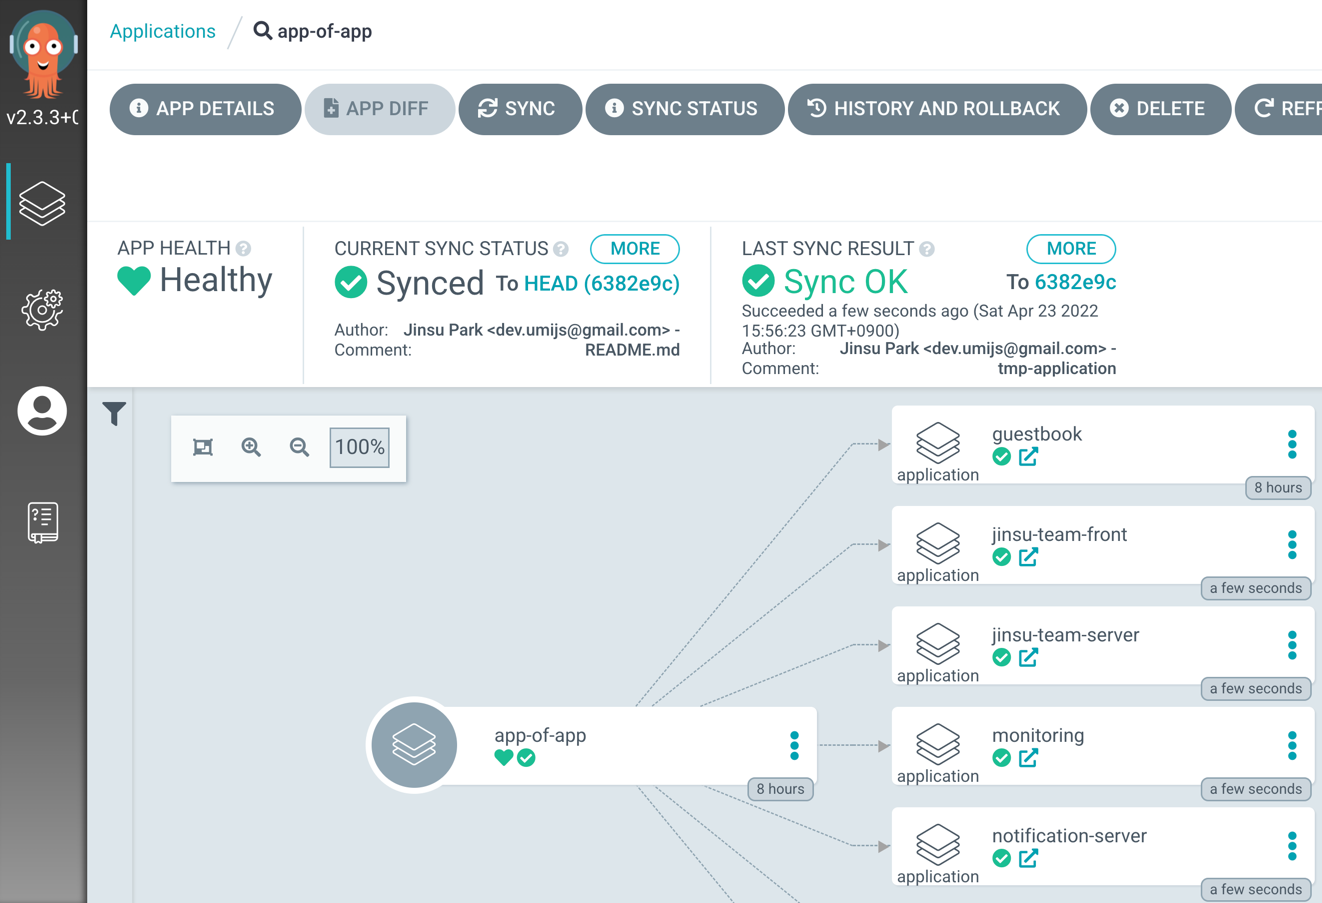 Applications / app-of-app
v2.3.3+
APP DETAILS
APP DIFF
SYNC
SYNC STATUS
HISTORY AND ROLLBACK
DELETE
REF
APP HEALTH
Healthy
CURRENT SYNC STATUS
MORE
Synced To HEAD (6382e9c)
Author: Jinsu Park <dev.umijs@gmail.com> -
Comment: README.md
LAST SYNC RESULT
MORE
Sync OK To 6382e9c
Succeeded a few seconds ago (Sat Apr 23 2022
15:56:23 GMT+0900)
Author: Jinsu Park <dev.umijs@gmail.com> -
Comment: tmp-application
100%
guestbook
application
8 hours
jinsu-team-front
application
a few seconds
jinsu-team-server
application
a few seconds
app-of-app
8 hours
monitoring
application
a few seconds
notification-server
application
a few seconds